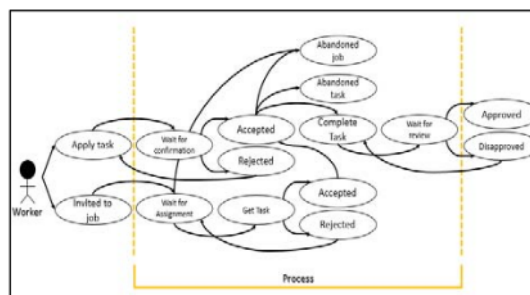 Abandoned
job
Abandoned
task
Apply task
Wait for
confirmation
Accepted
Complete
Task
Wait for
review
Approved
Rejected
Disapproved
Worker
Invited to
job
Wait for
Assignment
Get Task
Accepted
Rejected
Process